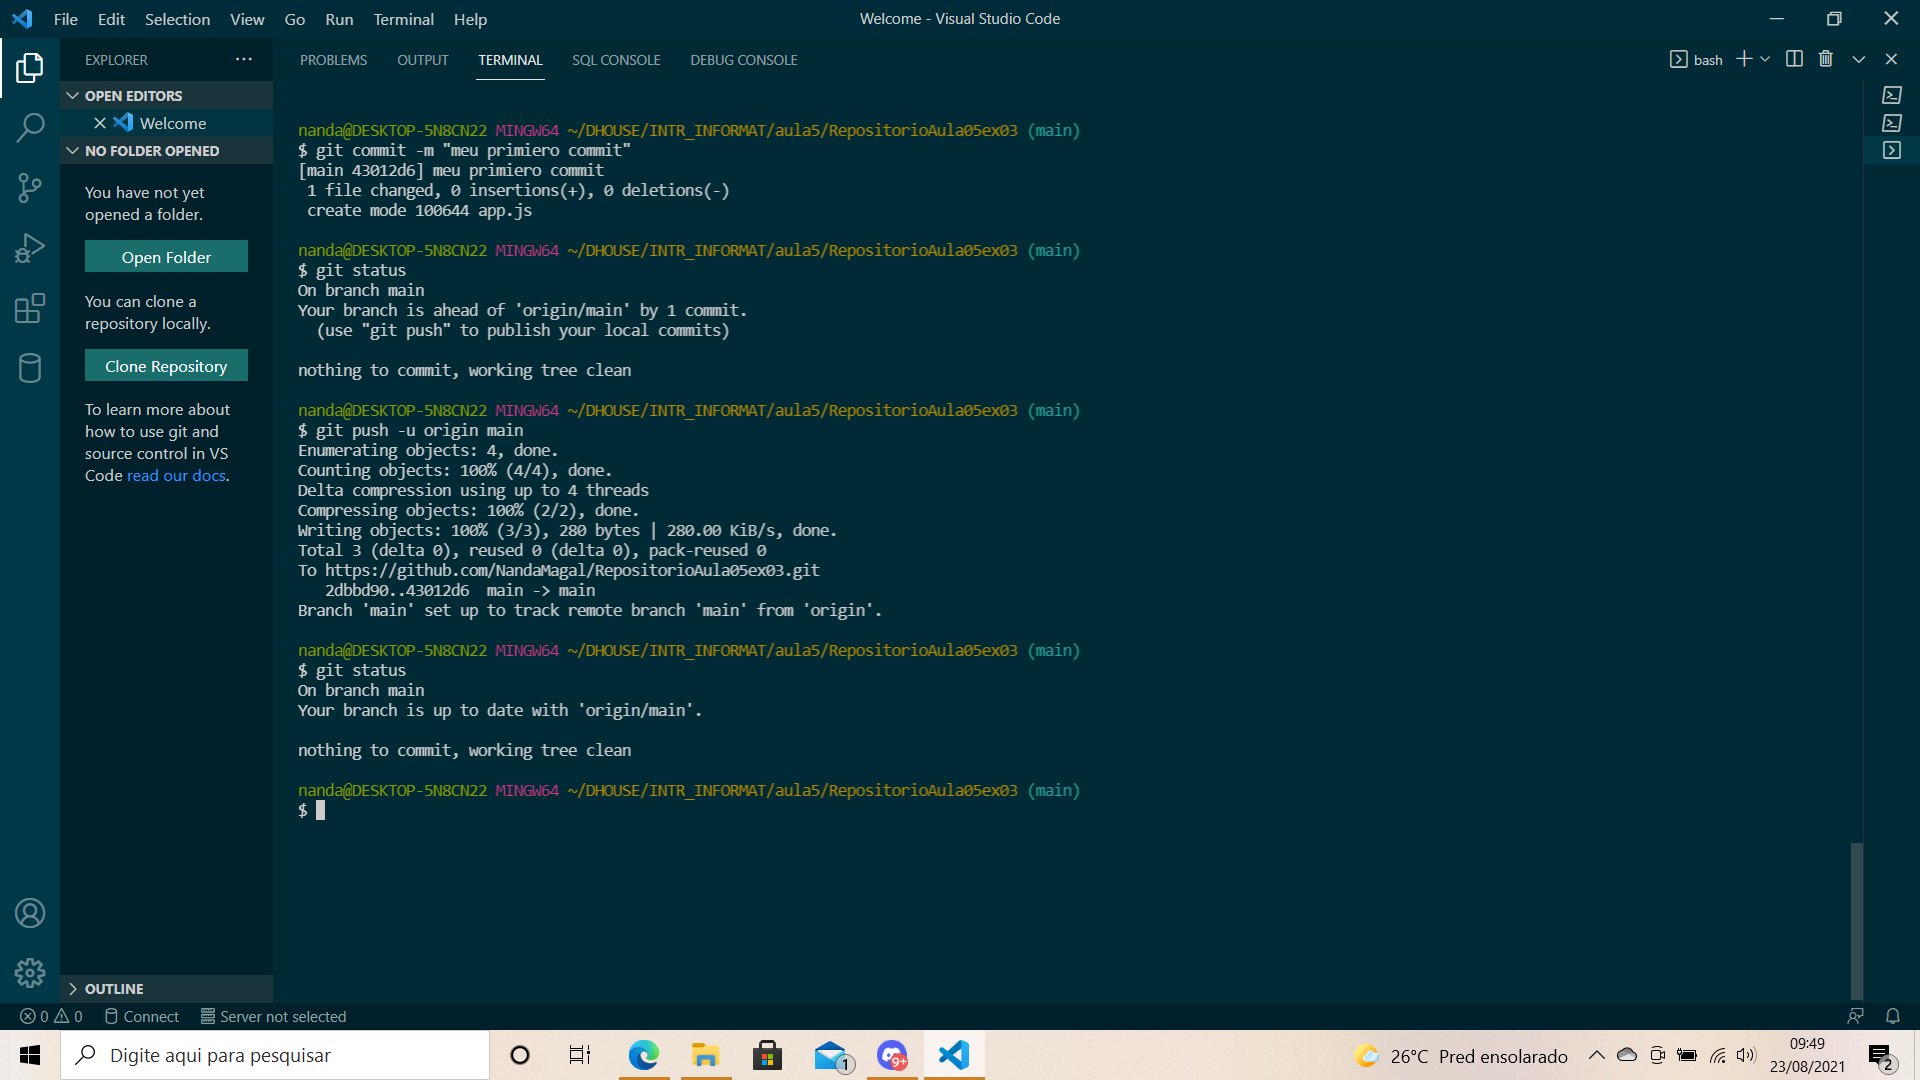 File Edit Selection View Go Run Terminal Help
Welcome - Visual Studio Code
EXPLORER
OPEN EDITORS
Welcome
NO FOLDER OPENED
You have not yet
opened a folder.
Open Folder
You can clone a
repository locally.
Clone Repository
To learn more about
how to use git and
source control in VS
Code read our docs.
OUTLINE
PROBLEMS OUTPUT TERMINAL SQL CONSOLE DEBUG CONSOLE
bash
nanda@DESKTOP-5N8CN22 MINGW64 ~/DHOUSE/INTR_INFORMAT/aula5/RepositorioAula05ex03 (main)
$ git commit -m "meu primiero commit"
[main 43012d6] meu primiero commit
1 file changed, 0 insertions(+), 0 deletions(-)
create mode 100644 app.js
nanda@DESKTOP-5N8CN22 MINGW64 ~/DHOUSE/INTR_INFORMAT/aula5/RepositorioAula05ex03 (main)
$ git status
On branch main
Your branch is ahead of 'origin/main' by 1 commit.
(use "git push" to publish your local commits)
nothing to commit, working tree clean
nanda@DESKTOP-5N8CN22 MINGW64 ~/DHOUSE/INTR_INFORMAT/aula5/RepositorioAula05ex03 (main)
$ git push -u origin main
Enumerating objects: 4, done.
Counting objects: 100% (4/4), done.
Delta compression using up to 4 threads
Compressing objects: 100% (2/2), done.
Writing objects: 100% (3/3), 280 bytes | 280.00 KiB/s, done.
Total 3 (delta 0), reused 0 (delta 0), pack-reused 0
To https://github.com/NandaMagal/RepositorioAula05ex03.git
2dbbd90..43012d6 main -> main
Branch 'main' set up to track remote branch 'main' from 'origin'.
nanda@DESKTOP-5N8CN22 MINGW64 ~/DHOUSE/INTR_INFORMAT/aula5/RepositorioAula05ex03 (main)
$ git status
On branch main
Your branch is up to date with 'origin/main'.
nothing to commit, working tree clean
nanda@DESKTOP-5N8CN22 MINGW64 ~/DHOUSE/INTR_INFORMAT/aula5/RepositorioAula05ex03 (main)
$
0 0 Connect Server not selected
Digite aqui para pesquisar
1
9+
26°C Pred ensolarado
09:49
23/08/2021
2